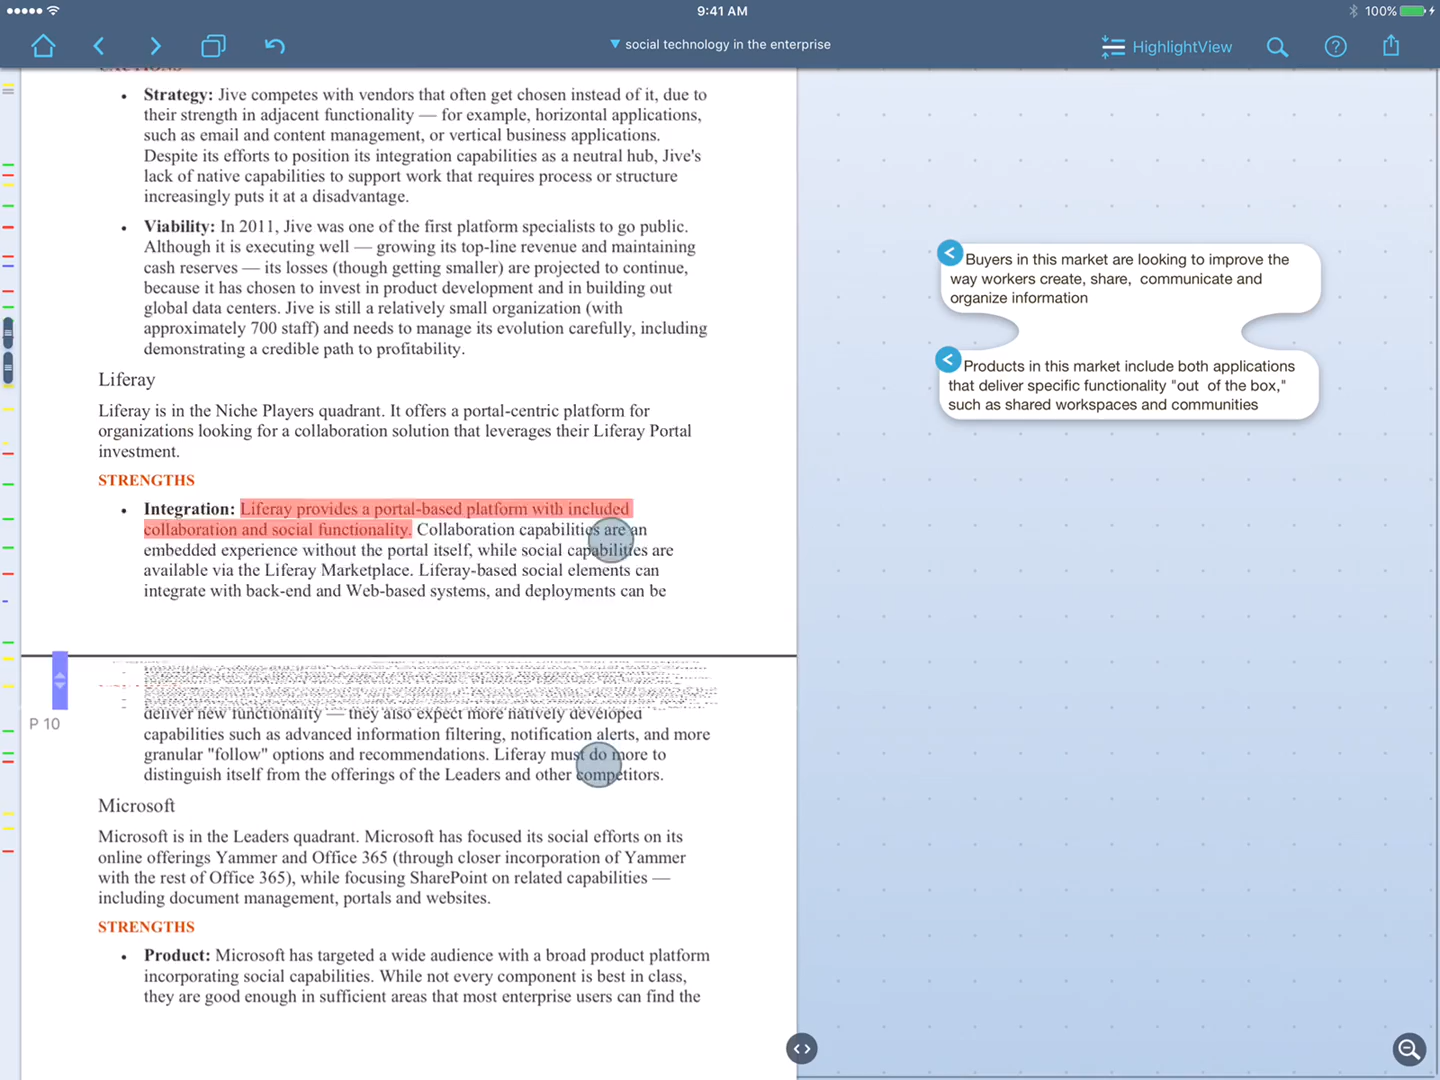 9:41 AM
100%
social technology in the enterprise
HighlightView
CAUTIONS
• Strategy: Jive competes with vendors that often get chosen instead of it, due to
their strength in adjacent functionality — for example, horizontal applications,
such as email and content management, or vertical business applications.
Despite its efforts to position its integration capabilities as a neutral hub, Jive's
lack of native capabilities to support work that requires process or structure
increasingly puts it at a disadvantage.
• Viability: In 2011, Jive was one of the first platform specialists to go public.
Although it is executing well — growing its top-line revenue and maintaining
cash reserves — its losses (though getting smaller) are projected to continue,
because it has chosen to invest in product development and in building out
global data centers. Jive is still a relatively small organization (with
approximately 700 staff) and needs to manage its evolution carefully, including
demonstrating a credible path to profitability.
Liferay
Liferay is in the Niche Players quadrant. It offers a portal-centric platform for
organizations looking for a collaboration solution that leverages their Liferay Portal
investment.
STRENGTHS
• Integration: Liferay provides a portal-based platform with included
collaboration and social functionality. Collaboration capabilities are an
embedded experience without the portal itself, while social capabilities are
available via the Liferay Marketplace. Liferay-based social elements can
integrate with back-end and Web-based systems, and deployments can be
P 10
deliver new functionality — they also expect more natively developed
capabilities such as advanced information filtering, notification alerts, and more
granular "follow" options and recommendations. Liferay must do more to
distinguish itself from the offerings of the Leaders and other competitors.
Microsoft
Microsoft is in the Leaders quadrant. Microsoft has focused its social efforts on its
online offerings Yammer and Office 365 (through closer incorporation of Yammer
with the rest of Office 365), while focusing SharePoint on related capabilities —
including document management, portals and websites.
STRENGTHS
• Product: Microsoft has targeted a wide audience with a broad product platform
incorporating social capabilities. While not every component is best in class,
they are good enough in sufficient areas that most enterprise users can find the
Buyers in this market are looking to improve the
way workers create, share, communicate and
organize information
Products in this market include both applications
that deliver specific functionality "out of the box,"
such as shared workspaces and communities